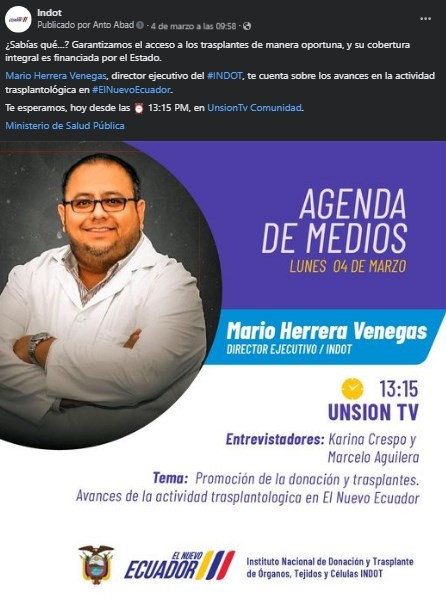 Indot
Publicado por Anto Abad · 4 de marzo a las 09:58 ·
¿Sabías qué...? Garantizamos el acceso a los trasplantes de manera oportuna, y su cobertura
integral es financiada por el Estado.
Mario Herrera Venegas, director ejecutivo del #INDOT, te cuenta sobre los avances en la actividad
trasplantológica en #ElNuevoEcuador.
Te esperamos, hoy desde las ⏰ 13:15 PM, en UnsionTv Comunidad.
Ministerio de Salud Pública
AGENDA
DE MEDIOS
LUNES 04 DE MARZO
Mario Herrera Venegas
DIRECTOR EJECUTIVO / INDOT
13:15
UNSION TV
Entrevistadores: Karina Crespo y
Marcelo Aguilera
Tema: Promoción de la donación y trasplantes.
Avances de la actividad trasplantologica en El Nuevo Ecuador
EL NUEVO
ECUADOR
Instituto Nacional de Donación y Trasplante
de Órganos, Tejidos y Células INDOT